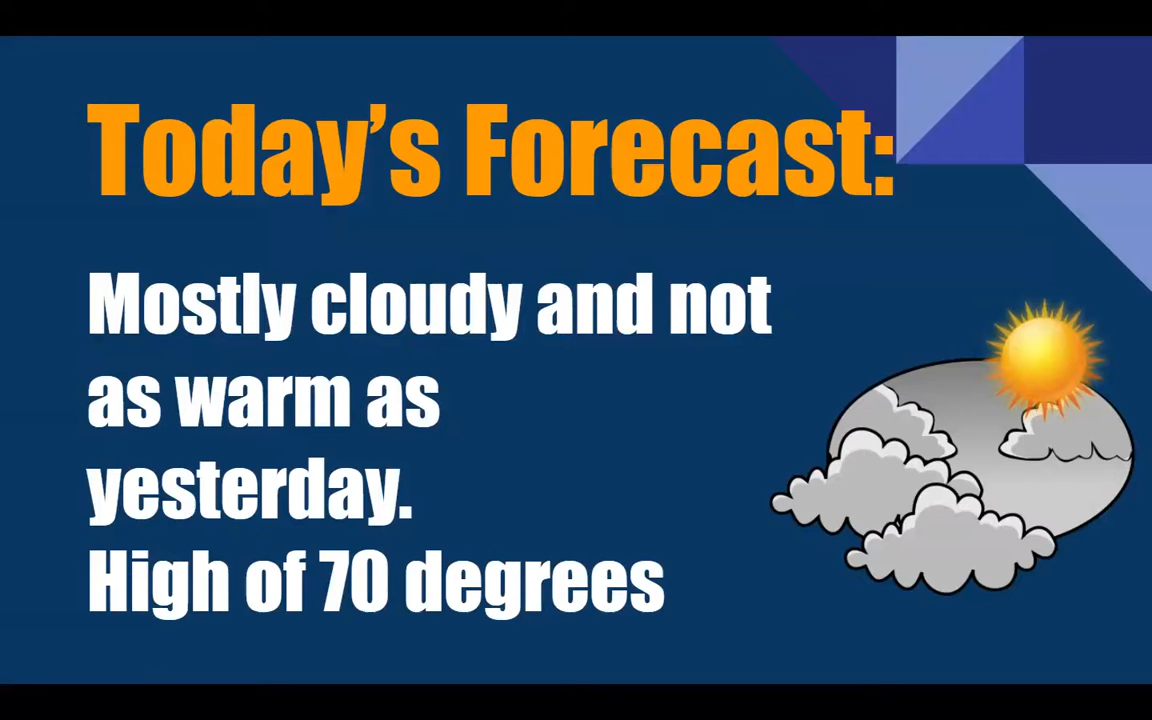 Today’s Forecast:
Mostly cloudy and not
as warm as
yesterday.
High of 70 degrees